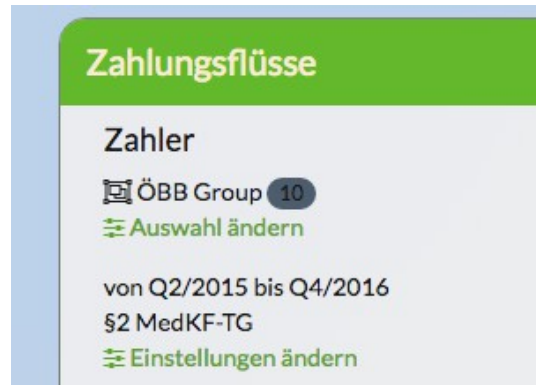 Zahlungsflüsse
Zahler
ÖBB Group 10
Auswahl ändern
von Q2/2015 bis Q4/2016
§2 MedKF-TG
Einstellungen ändern